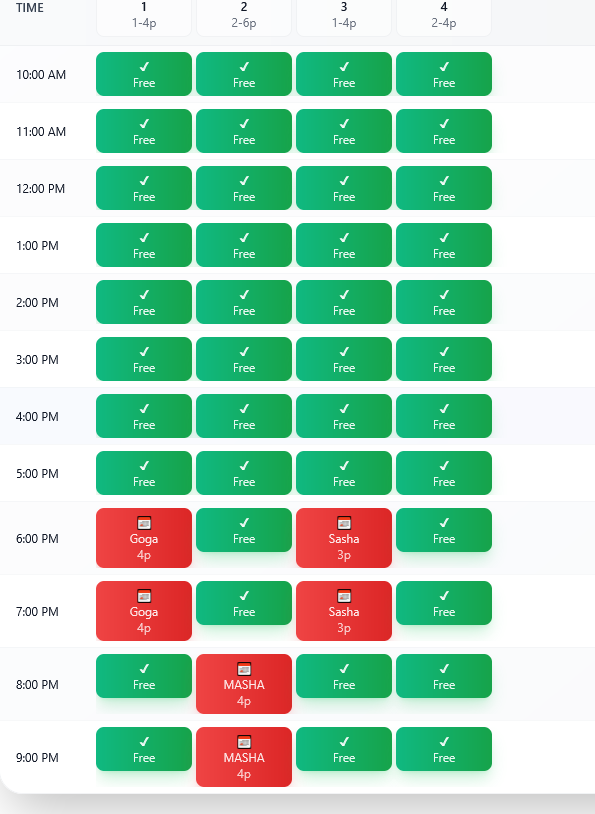 TIME 1 2 3 4
1-4p 2-6p 1-4p 2-4p
10:00 AM ✓ Free ✓ Free ✓ Free ✓ Free
11:00 AM ✓ Free ✓ Free ✓ Free ✓ Free
12:00 PM ✓ Free ✓ Free ✓ Free ✓ Free
1:00 PM ✓ Free ✓ Free ✓ Free ✓ Free
2:00 PM ✓ Free ✓ Free ✓ Free ✓ Free
3:00 PM ✓ Free ✓ Free ✓ Free ✓ Free
4:00 PM ✓ Free ✓ Free ✓ Free ✓ Free
5:00 PM ✓ Free ✓ Free ✓ Free ✓ Free
6:00 PM Goga 4p ✓ Free Sasha 3p ✓ Free
7:00 PM Goga 4p ✓ Free Sasha 3p ✓ Free
8:00 PM ✓ Free MASHA 4p ✓ Free ✓ Free
9:00 PM ✓ Free MASHA 4p ✓ Free ✓ Free